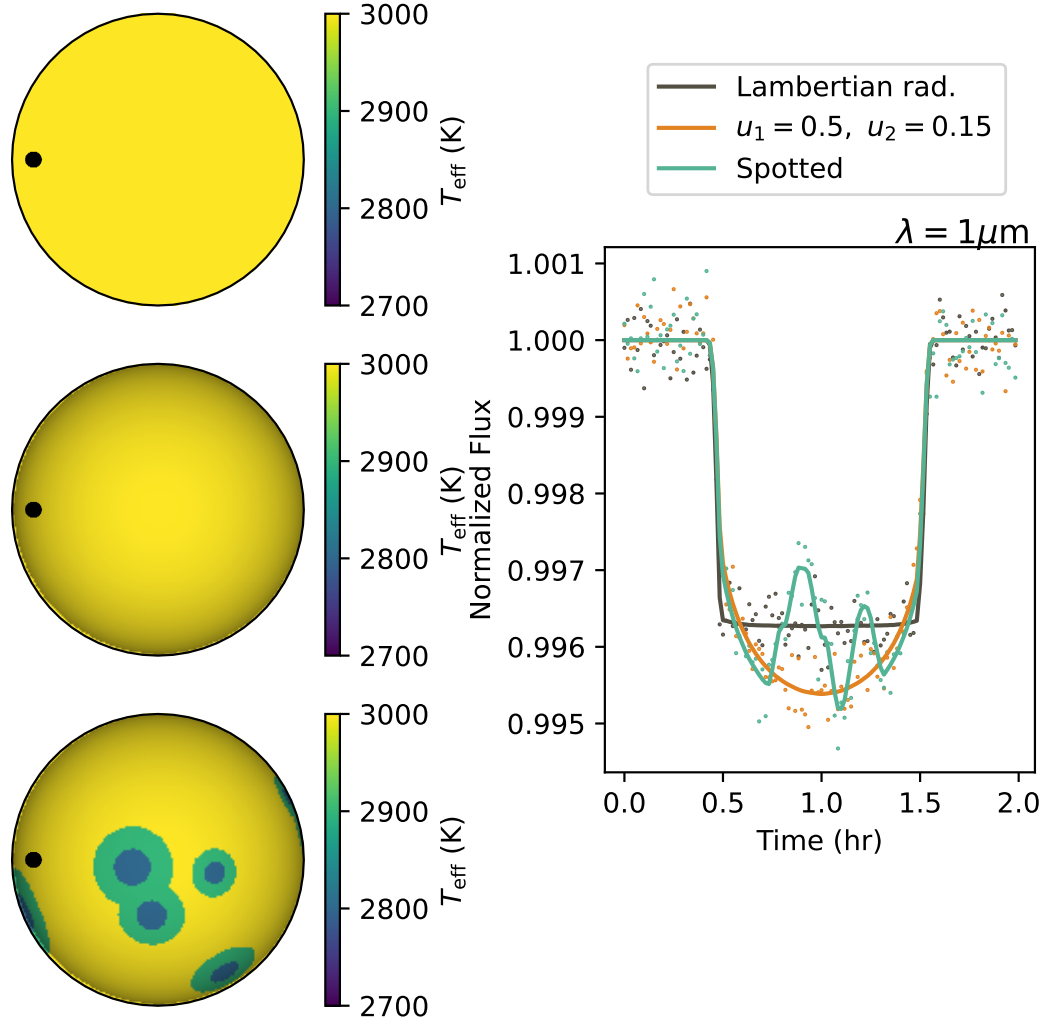 3000
2900
2800
2700
T_eff (K)
3000
2900
2800
2700
T_eff (K)
3000
2900
2800
2700
T_eff (K)
Lambertian rad.
u₁ = 0.5, u₂ = 0.15
Spotted
λ = 1μm
1.001
1.000
0.999
0.998
0.997
0.996
0.995
Normalized Flux
0.0 0.5 1.0 1.5 2.0
Time (hr)